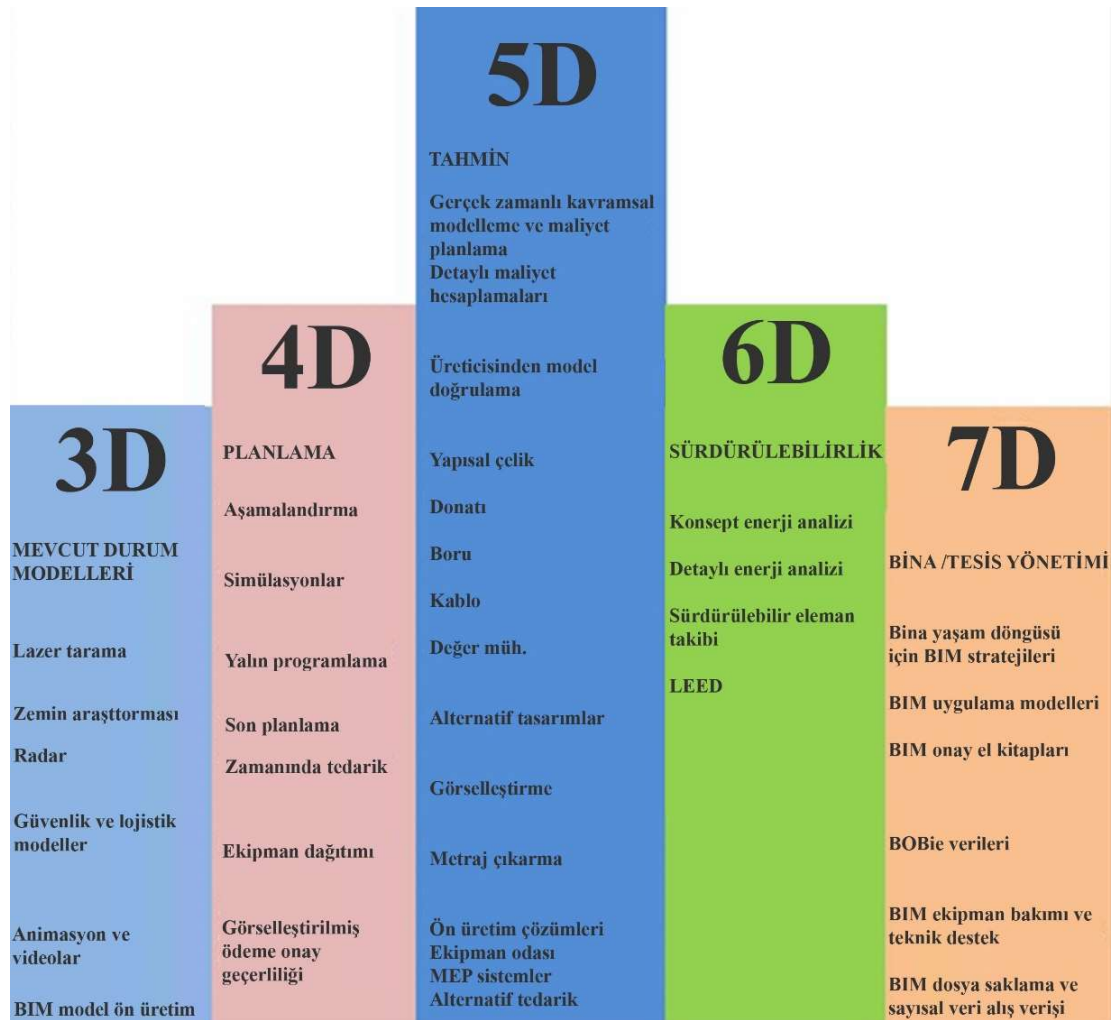 3D
MEVCUT DURUM
MODELLERİ
Lazer tarama
Zemin araşttorması
Radar
Güvenlik ve lojistik
modeller
Animasyon ve
videolar
BIM model ön üretim
4D
PLANLAMA
Aşamalandırma
Simülasyonlar
Yalın programlama
Son planlama
Zamanında tedarik
Ekipman dağıtımı
Görselleştirilmiş
ödeme onay
geçerliliği
5D
TAHMİN
Gerçek zamanlı kavramsal
modelleme ve maliyet
planlama
Detaylı maliyet
hesaplamaları
Üreticisinden model
doğrulama
Yapısal çelik
Donatı
Boru
Kablo
Değer müh.
Alternatif tasarımlar
Görselleştirme
Metraj çıkarma
Ön üretim çözümleri
Ekipman odası
MEP sistemler
Alternatif tedarik
6D
SÜRDÜRÜLEBİLİRLİK
Konsept enerji analizi
Detaylı enerji analizi
Sürdürülebilir eleman
takibi
LEED
7D
BİNA /TESİS YÖNETİMİ
Bina yaşam döngüsü
için BIM stratejileri
BIM uygulama modelleri
BIM onay el kitapları
BOBie verileri
BIM ekipman bakımı ve
teknik destek
BIM dosya saklama ve
sayısal veri alış verişi